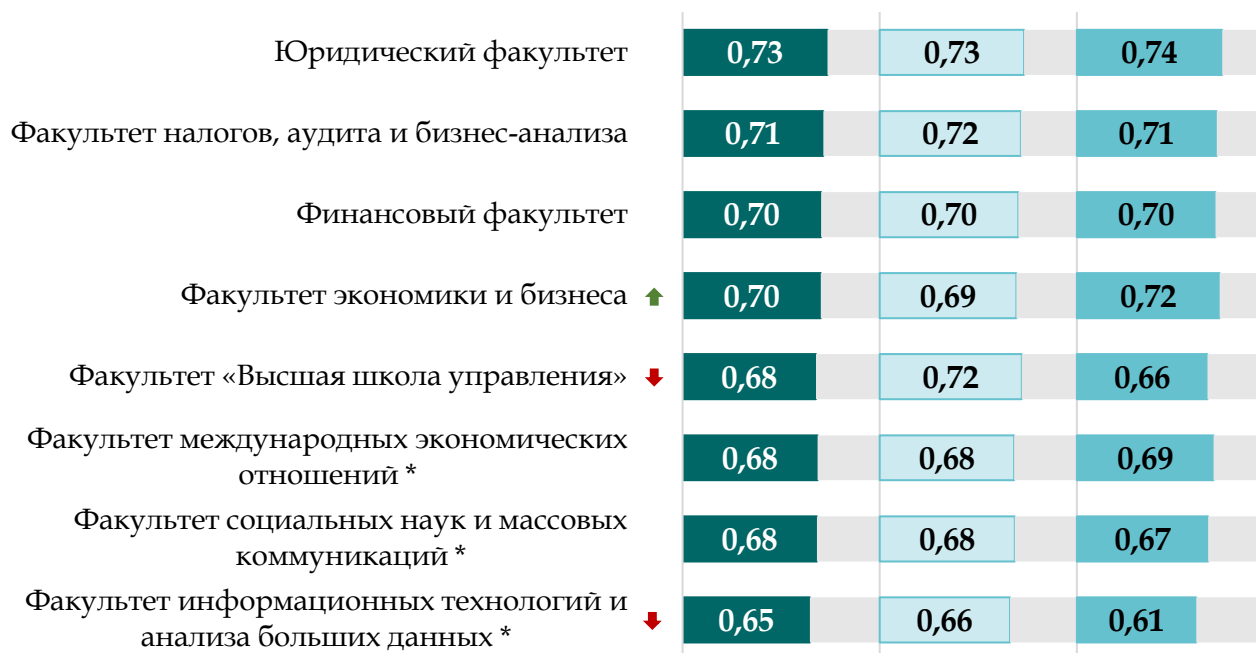 Юридический факультет 0,73 0,73 0,74
Факультет налогов, аудита и бизнес-анализа 0,71 0,72 0,71
Финансовый факультет 0,70 0,70 0,70
Факультет экономики и бизнеса 0,70 0,69 0,72
Факультет «Высшая школа управления» 0,68 0,72 0,66
Факультет международных экономических
отношений * 0,68 0,68 0,69
Факультет социальных наук и массовых
коммуникаций * 0,68 0,68 0,67
Факультет информационных технологий и
анализа больших данных * 0,65 0,66 0,61